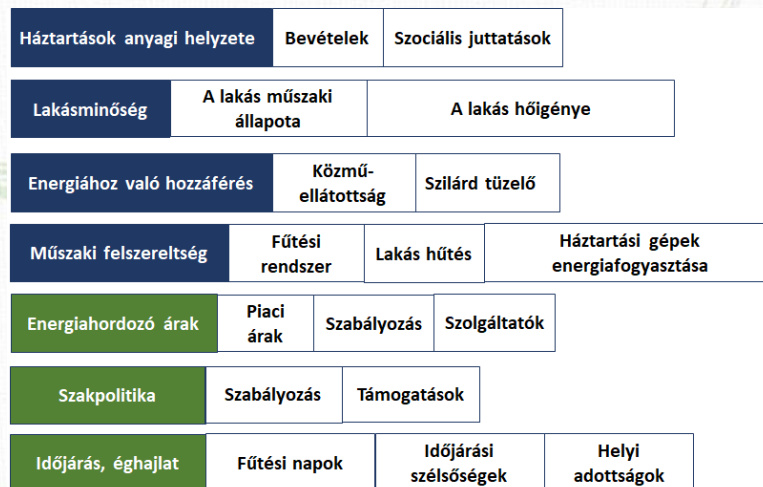 Háztartások anyagi helyzete
Bevételek
Szociális juttatások
Lakásminőség
A lakás műszaki
állapota
A lakás hőigénye
Energiához való hozzáférés
Közmű-
ellátottság
Szilárd tüzelő
Műszaki felszereltség
Fűtési
rendszer
Lakás hűtés
Háztartási gépek
energiafogyasztása
Energiahordozó árak
Piaci
árak
Szabályozás
Szolgáltatók
Szakpolitika
Szabályozás
Támogatások
Időjárás, éghajlat
Fűtési napok
Időjárási
szélsőségek
Helyi
adottságok